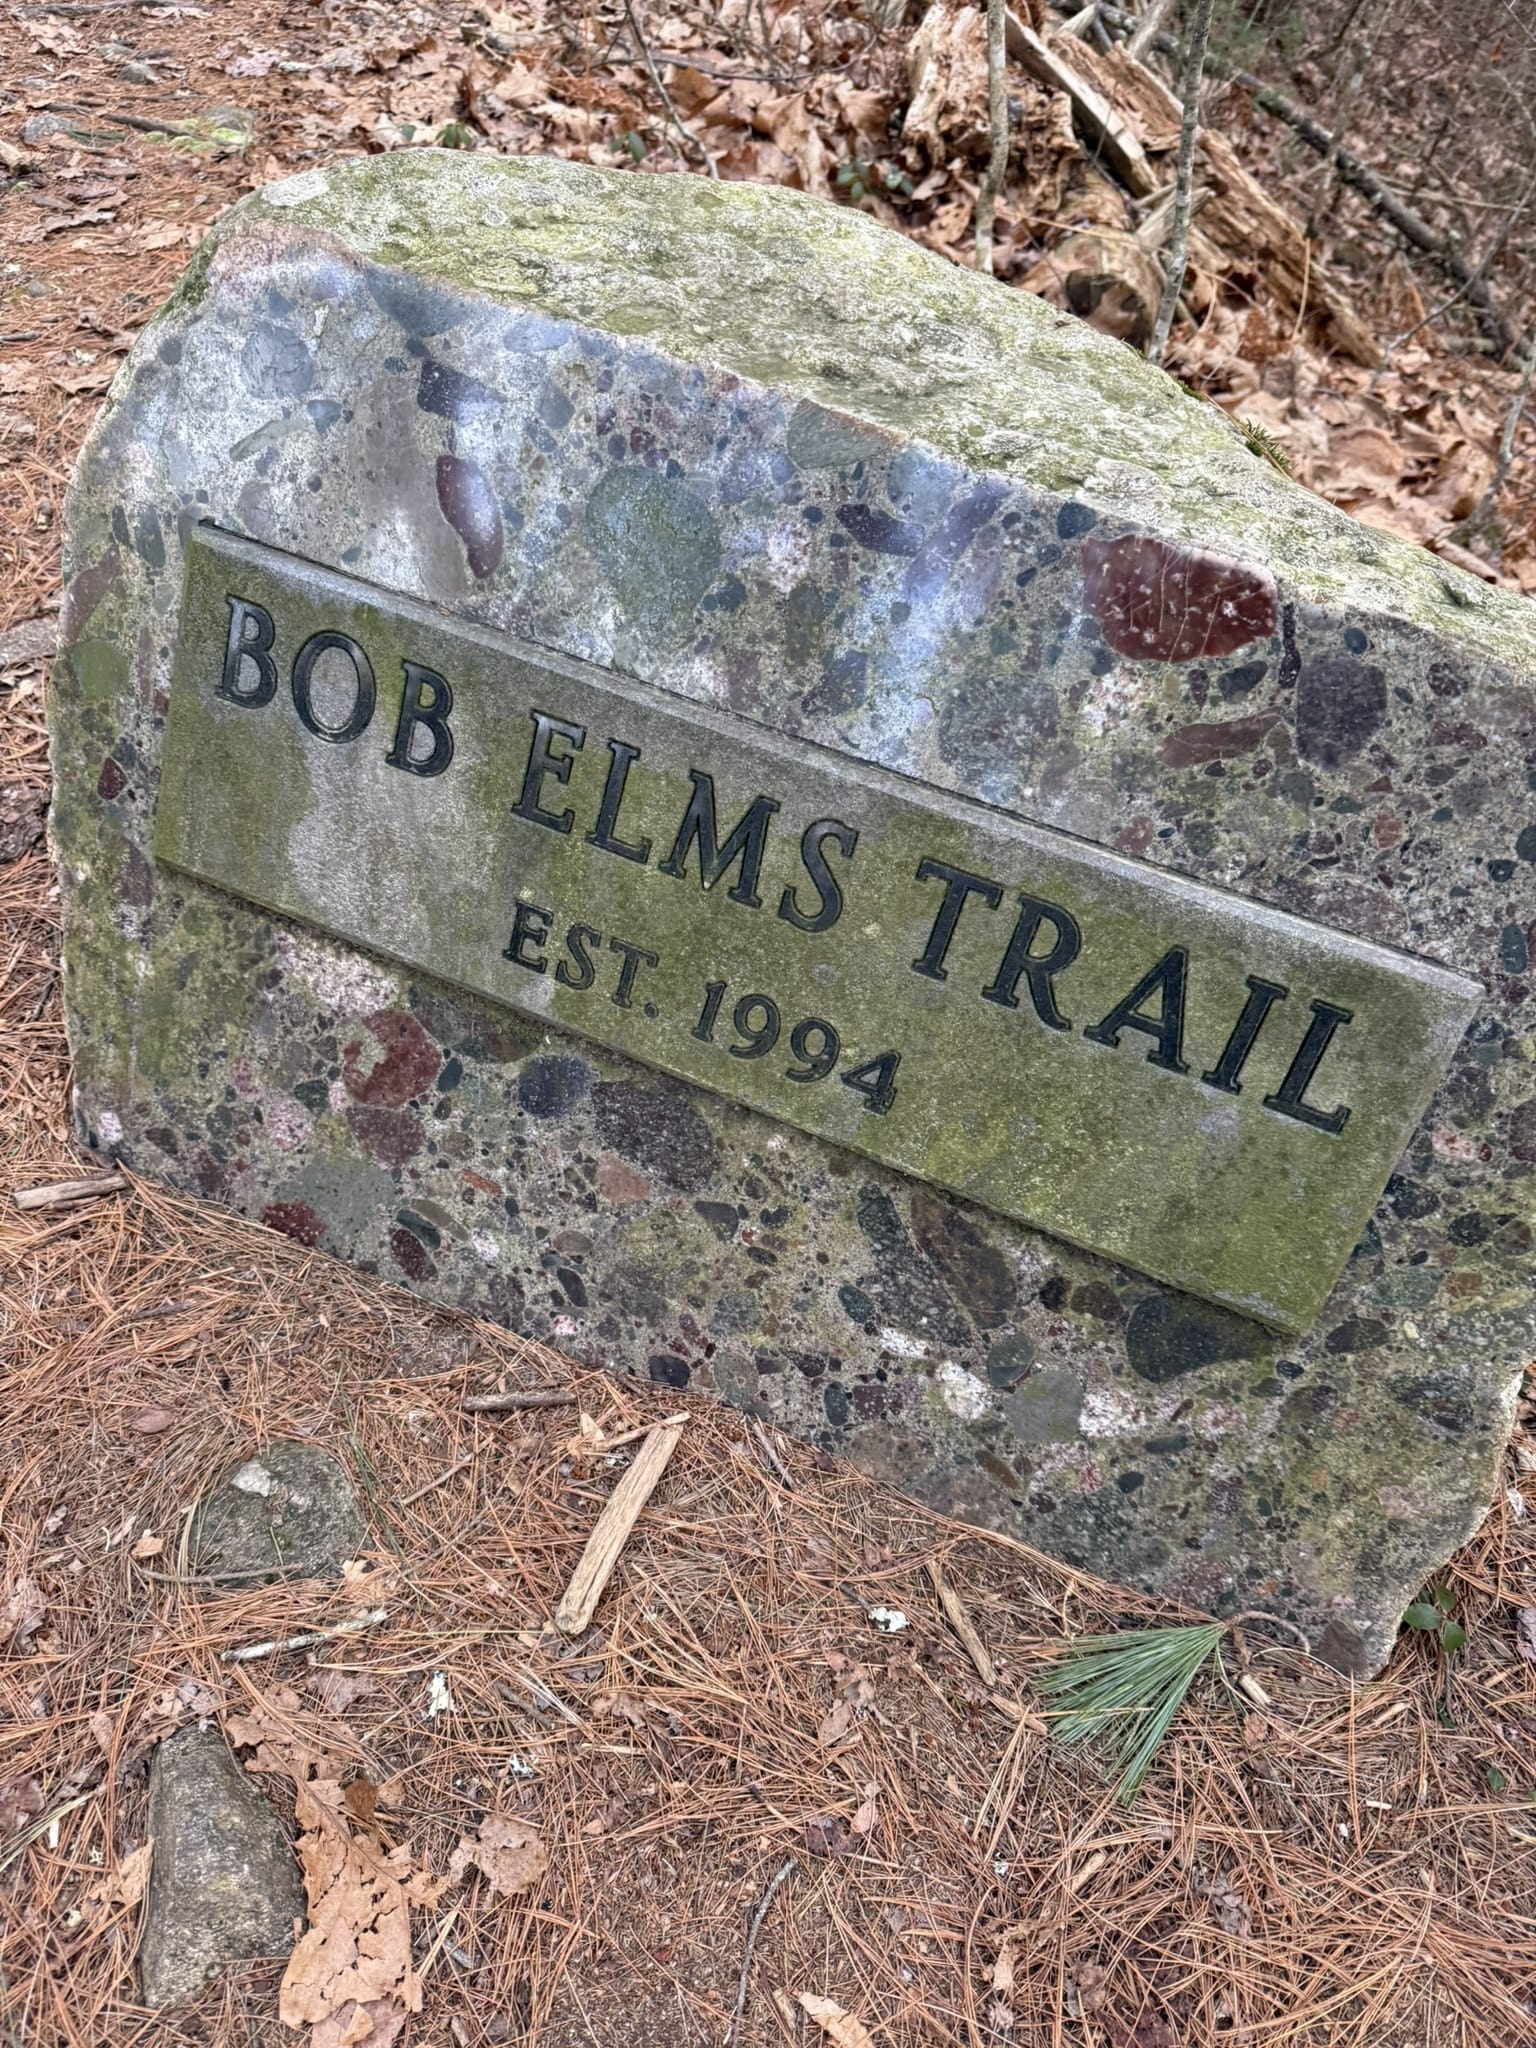 BOB ELMS TRAIL
EST. 1994